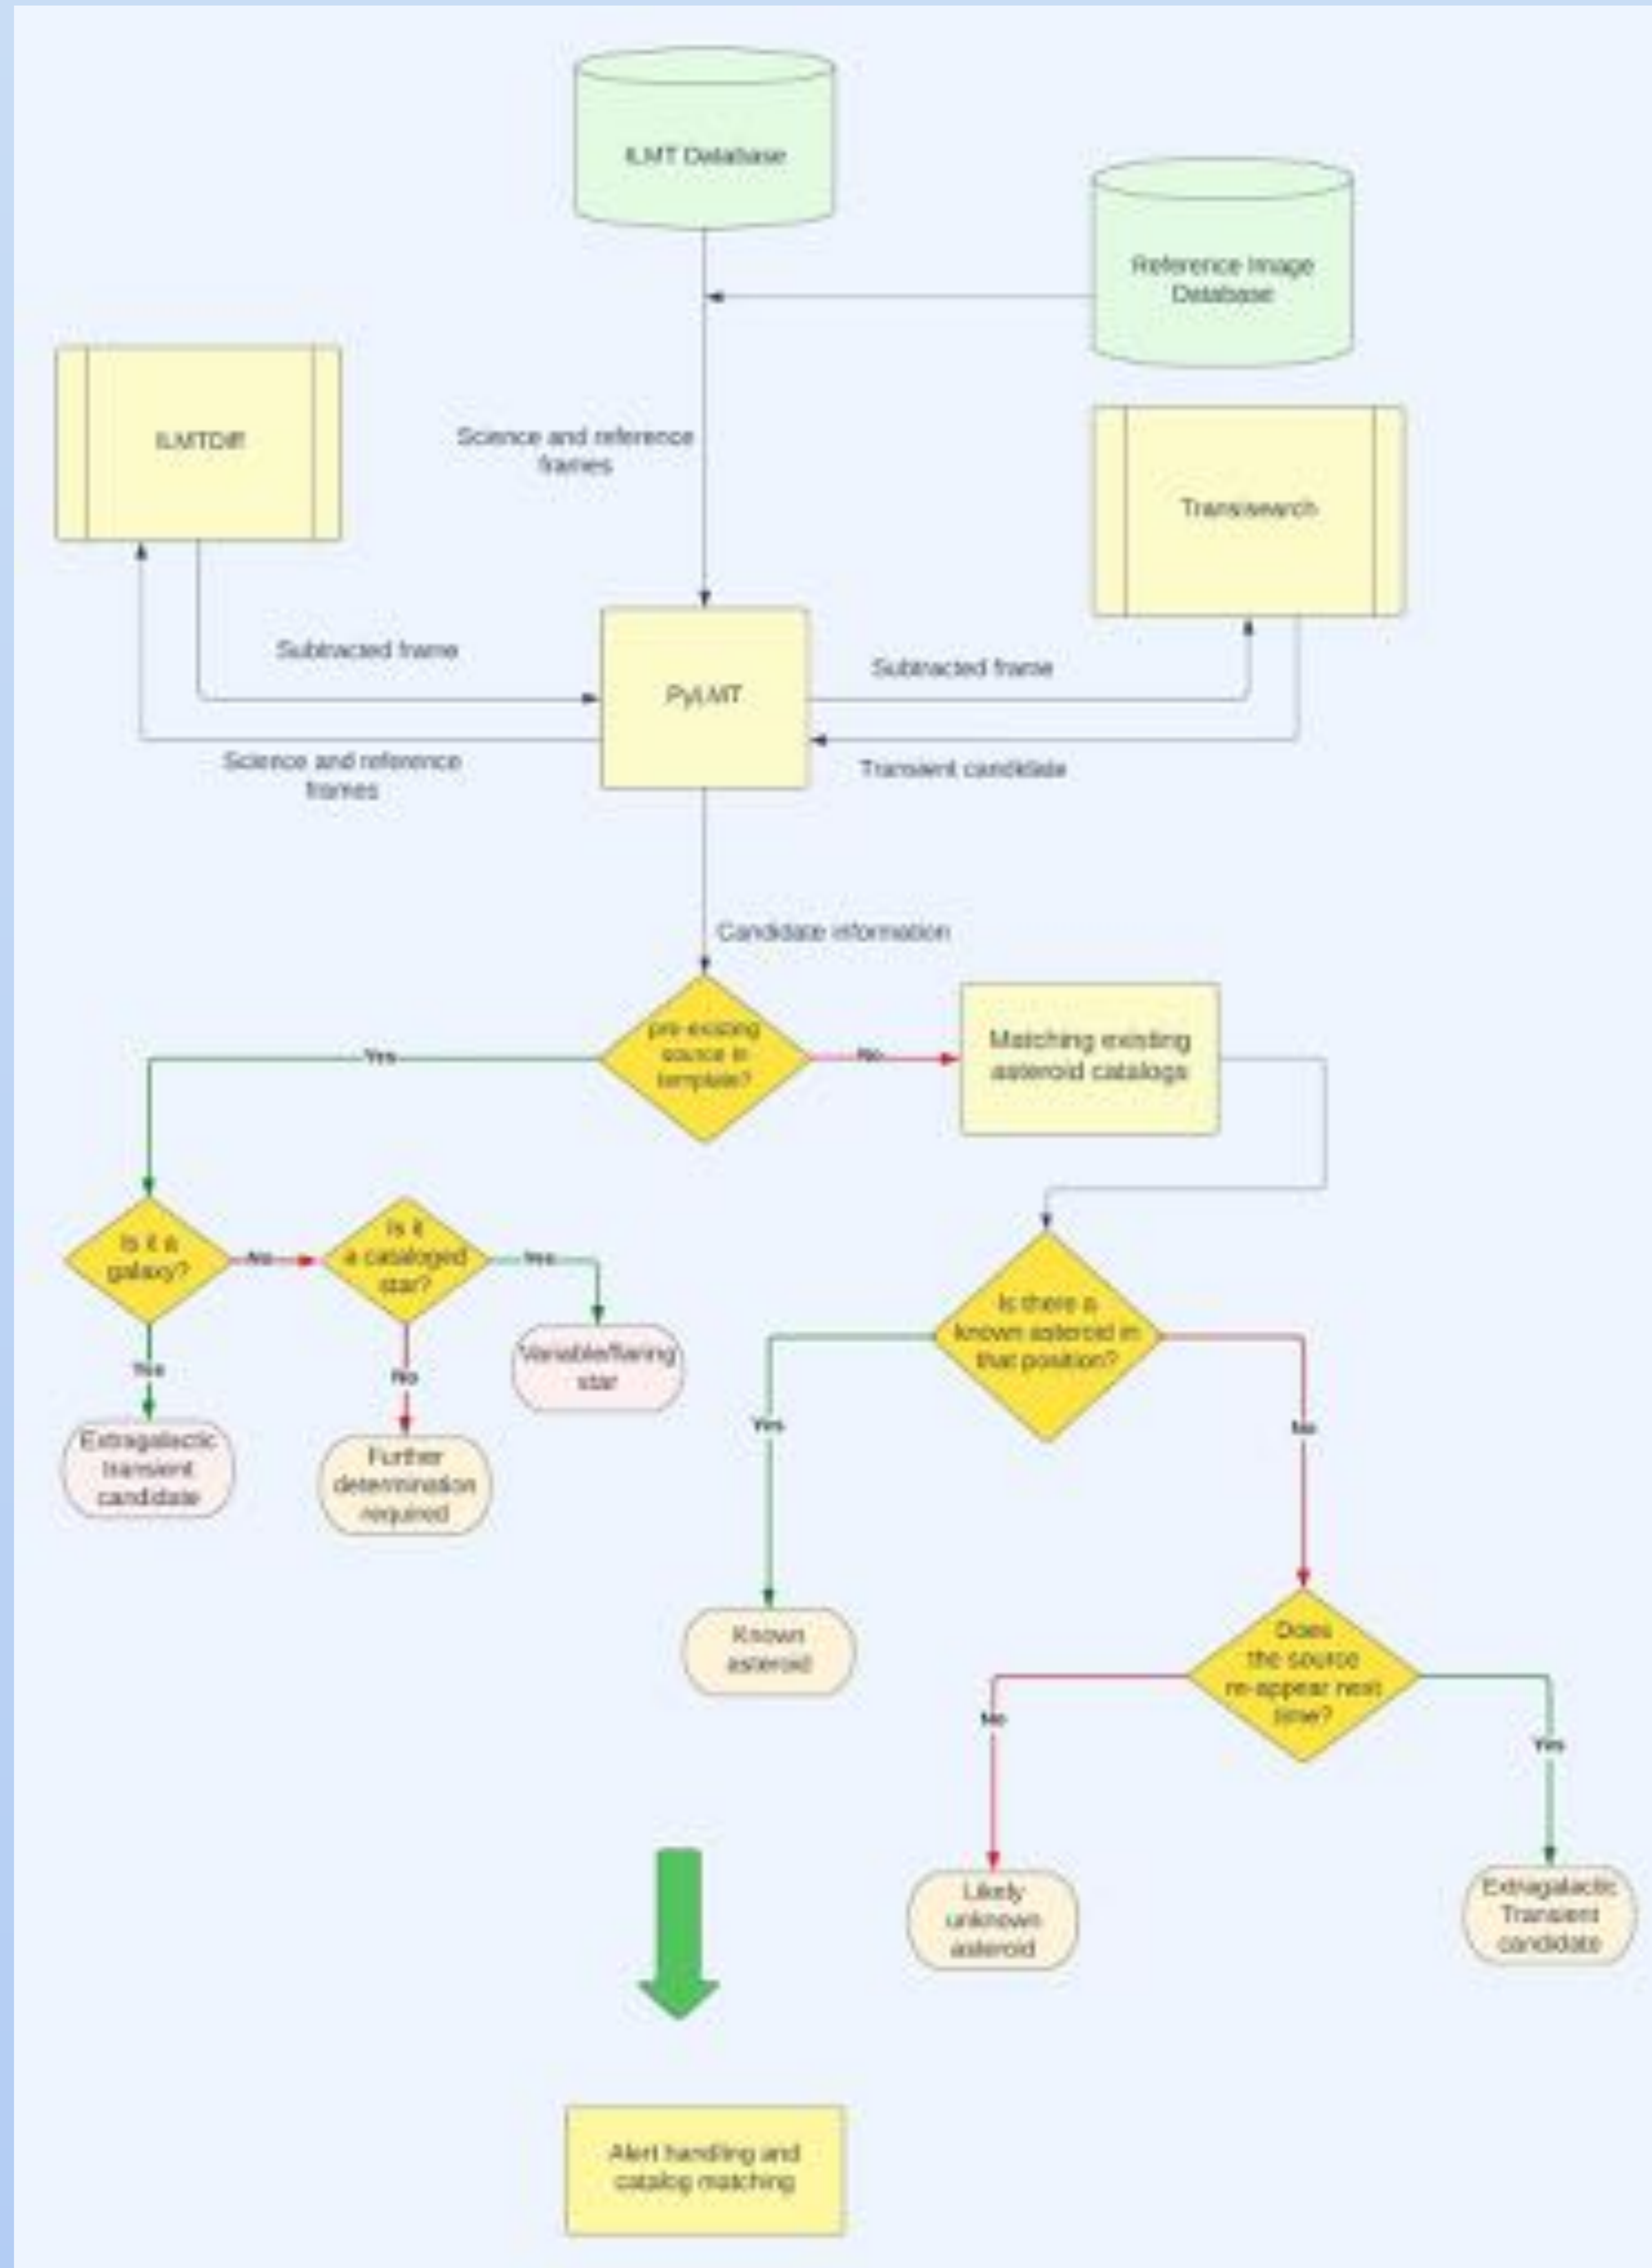 ILMT Database
Reference Image
Database
ILMTDiff
Science and reference
frames
Transisearch
Subtracted frame
PyLMT
Subtracted frame
Science and reference
frames
Transient candidate
Candidate information
pre-existing
source in
template?
Yes
No
Matching existing
asteroid catalogs
Is it a
galaxy?
No
Is it
a cataloged
star?
Yes
Variable/flaring
star
Yes
No
Extragalactic
transient
candidate
Further
determination
required
Is there a
known asteroid in
that position?
Yes
No
Known
asteroid
Does
the source
re-appear next
time?
No
Yes
Likely
unknown
asteroid
Extragalactic
Transient
candidate
Alert handling and
catalog matching